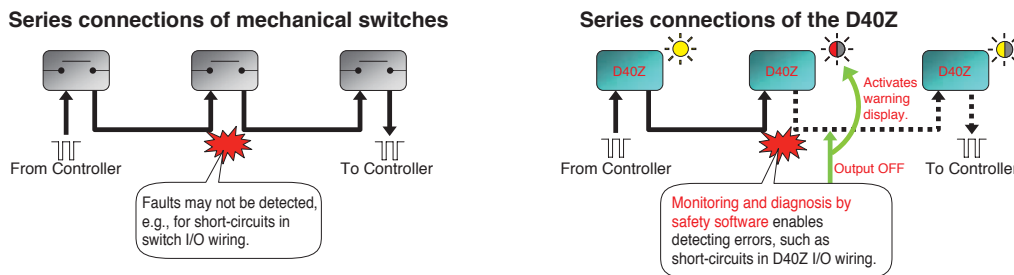 Series connections of mechanical switches
From Controller
To Controller
Faults may not be detected,
e.g., for short-circuits in
switch I/O wiring.
Series connections of the D40Z
D40Z
D40Z
D40Z
Activates
warning
display.
From Controller
Output OFF
To Controller
Monitoring and diagnosis by
safety software enables
detecting errors, such as
short-circuits in D40Z I/O wiring.